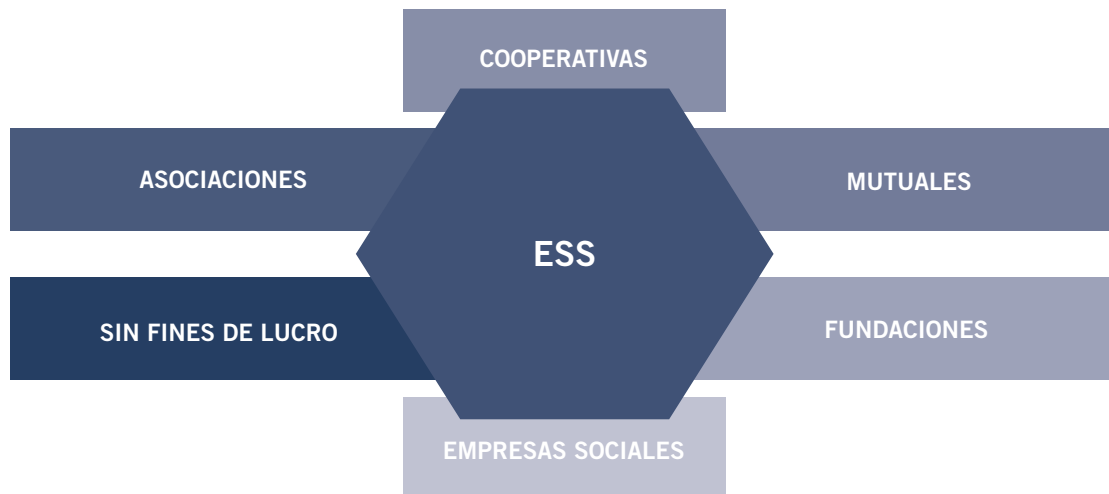 COOPERATIVAS
ASOCIACIONES
MUTUALES
ESS
SIN FINES DE LUCRO
FUNDACIONES
EMPRESAS SOCIALES